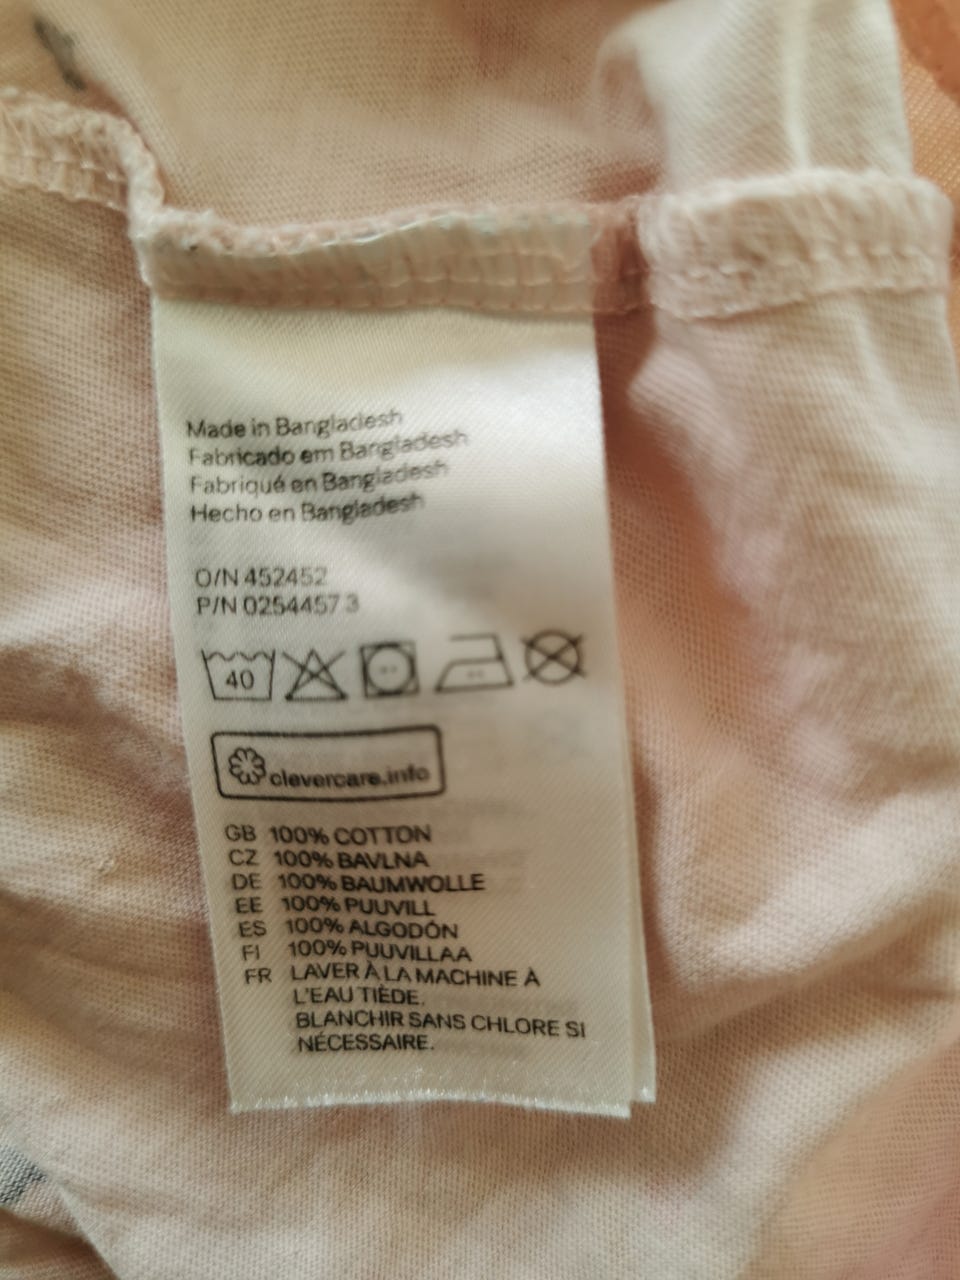 Made in Bangladesh
Fabricado em Bangladesh
Fabriqué en Bangladesh
Hecho en Bangladesh
O/N 452452
P/N 0254457 3
40
clevercare.info
GB 100% COTTON
CZ 100% BAVLNA
DE 100% BAUMWOLLE
EE 100% PUUVILL
ES 100% ALGODÓN
FI 100% PUUVILLAA
FR LAVER À LA MACHINE À
L'EAU TIÈDE.
BLANCHIR SANS CHLORE SI
NÉCESSAIRE.